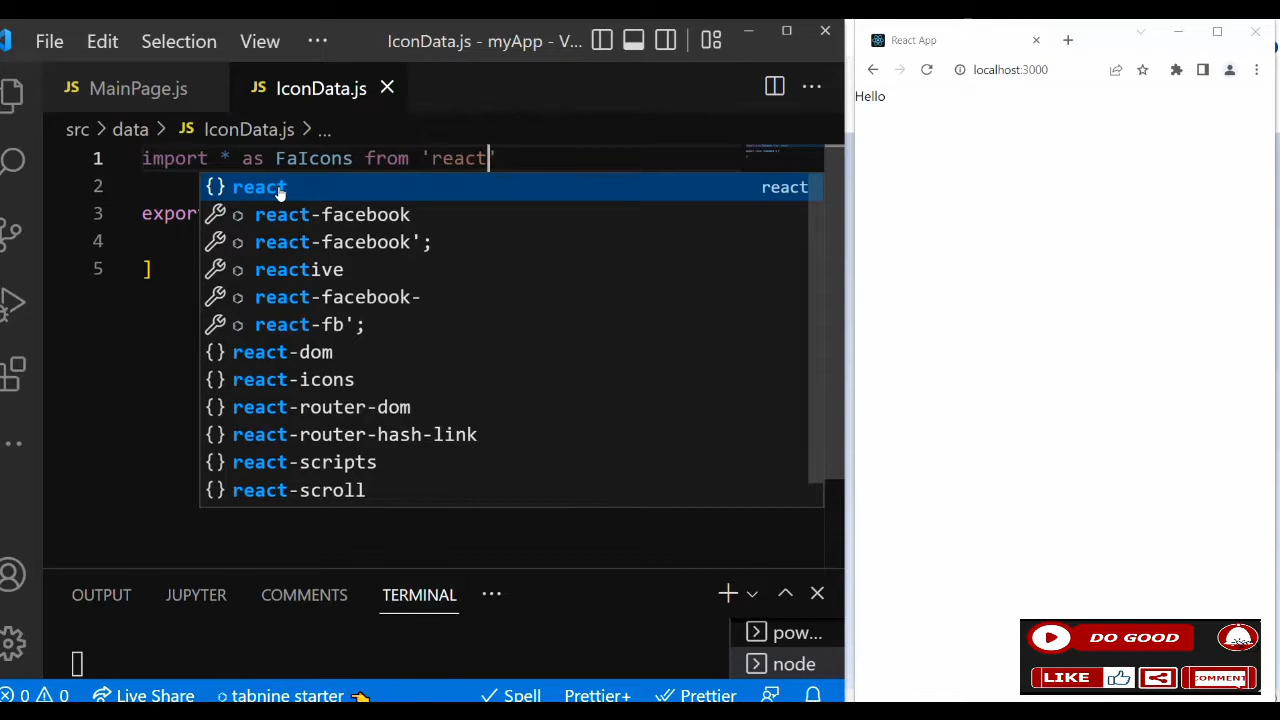 File Edit Selection View ··· IconData.js - myApp - V...
JS MainPage.js JS IconData.js
src > data > JS IconData.js > ...
1 import * as FaIcons from 'react'
2
3 expor
4
5 ]
{} react react
react-facebook
react-facebook';
reactive
react-facebook-
react-fb';
{} react-dom
{} react-icons
{} react-router-dom
{} react-router-hash-link
{} react-scripts
{} react-scroll
OUTPUT JUPYTER COMMENTS TERMINAL ···
pow...
node
0 0 Live Share tabnine starter Spell Prettier+ Prettier
React App
localhost:3000
Hello
DO GOOD
LIKE COMMENT